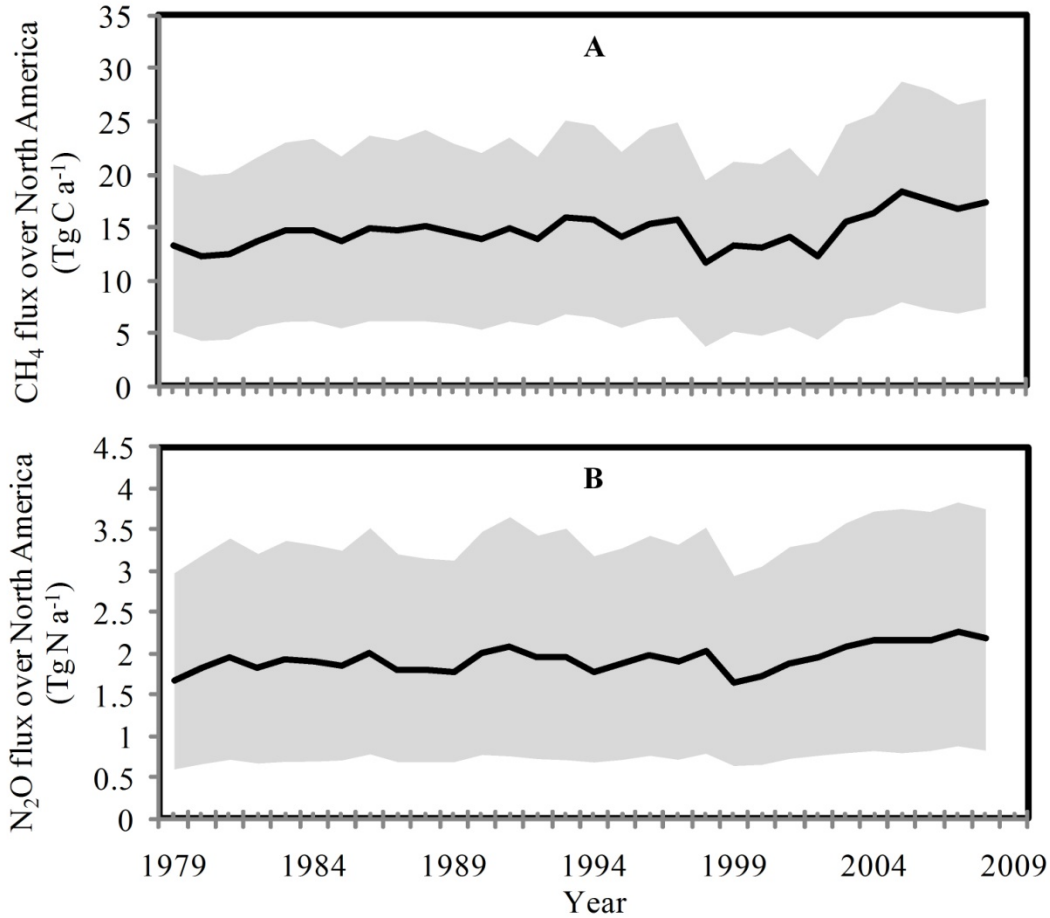 CH₄ flux over North America
(Tg C a⁻¹)
35
30
25
20
15
10
5
0
A
N₂O flux over North America
(Tg N a⁻¹)
4.5
4
3.5
3
2.5
2
1.5
1
0.5
0
B
1979 1984 1989 1994 1999 2004 2009
Year